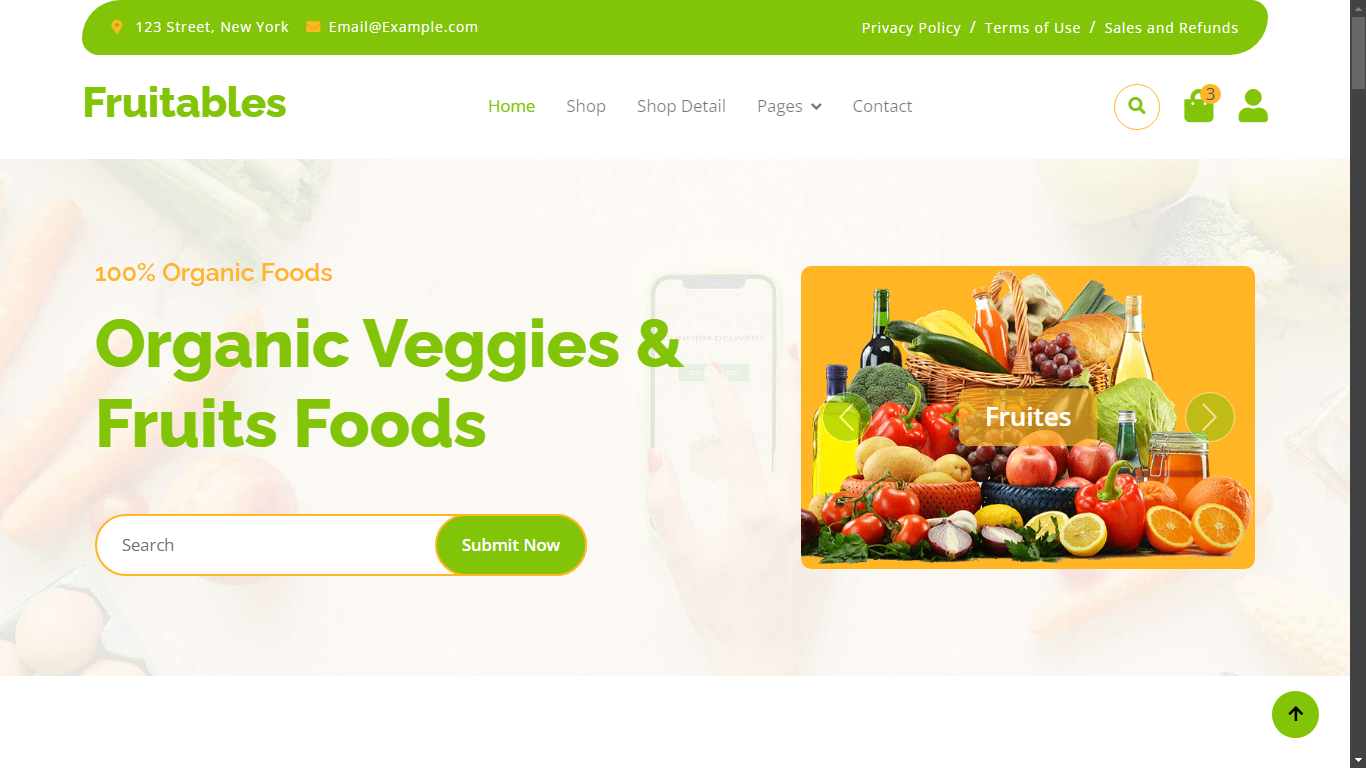 123 Street, New York Email@Example.com Privacy Policy / Terms of Use / Sales and Refunds
Fruitables Home Shop Shop Detail Pages Contact 3
100% Organic Foods
Organic Veggies &
Fruits Foods
Fruites
Search Submit Now